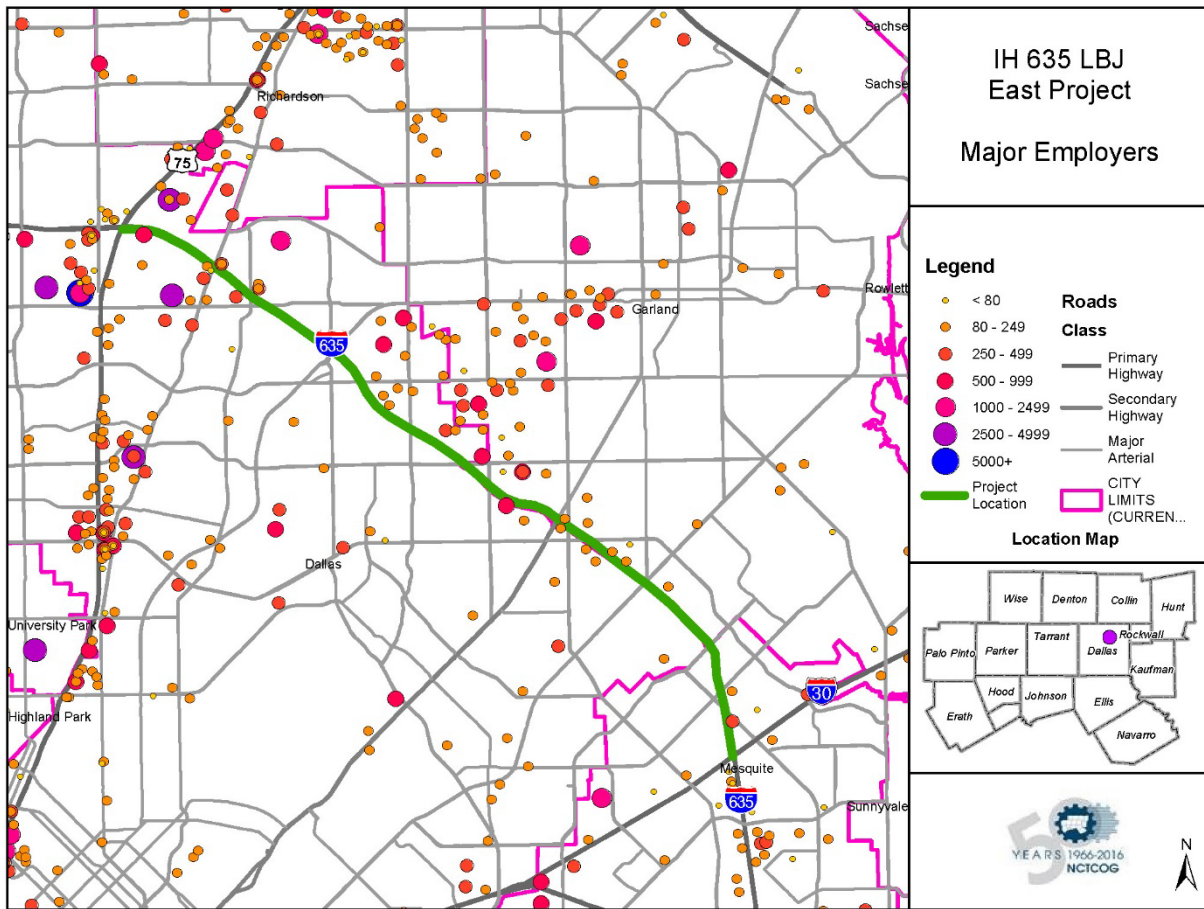 IH 635 LBJ
East Project
Major Employers
Legend
< 80
80 - 249
250 - 499
500 - 999
1000 - 2499
2500 - 4999
5000+
Project
Location
Roads
Class
Primary
Highway
Secondary
Highway
Major
Arterial
CITY
LIMITS
(CURREN...
Location Map
Wise
Denton
Collin
Hunt
Palo Pinto
Parker
Tarrant
Dallas
Rockwall
Kaufman
Erath
Hood
Johnson
Ellis
Navarro
50
YEARS 1966-2016
NCTCOG
N
Sachse
Sachse
Richardson
75
Rowlett
Garland
635
Dallas
University Park
Highland Park
30
Mesquite
635
Sunnyvale